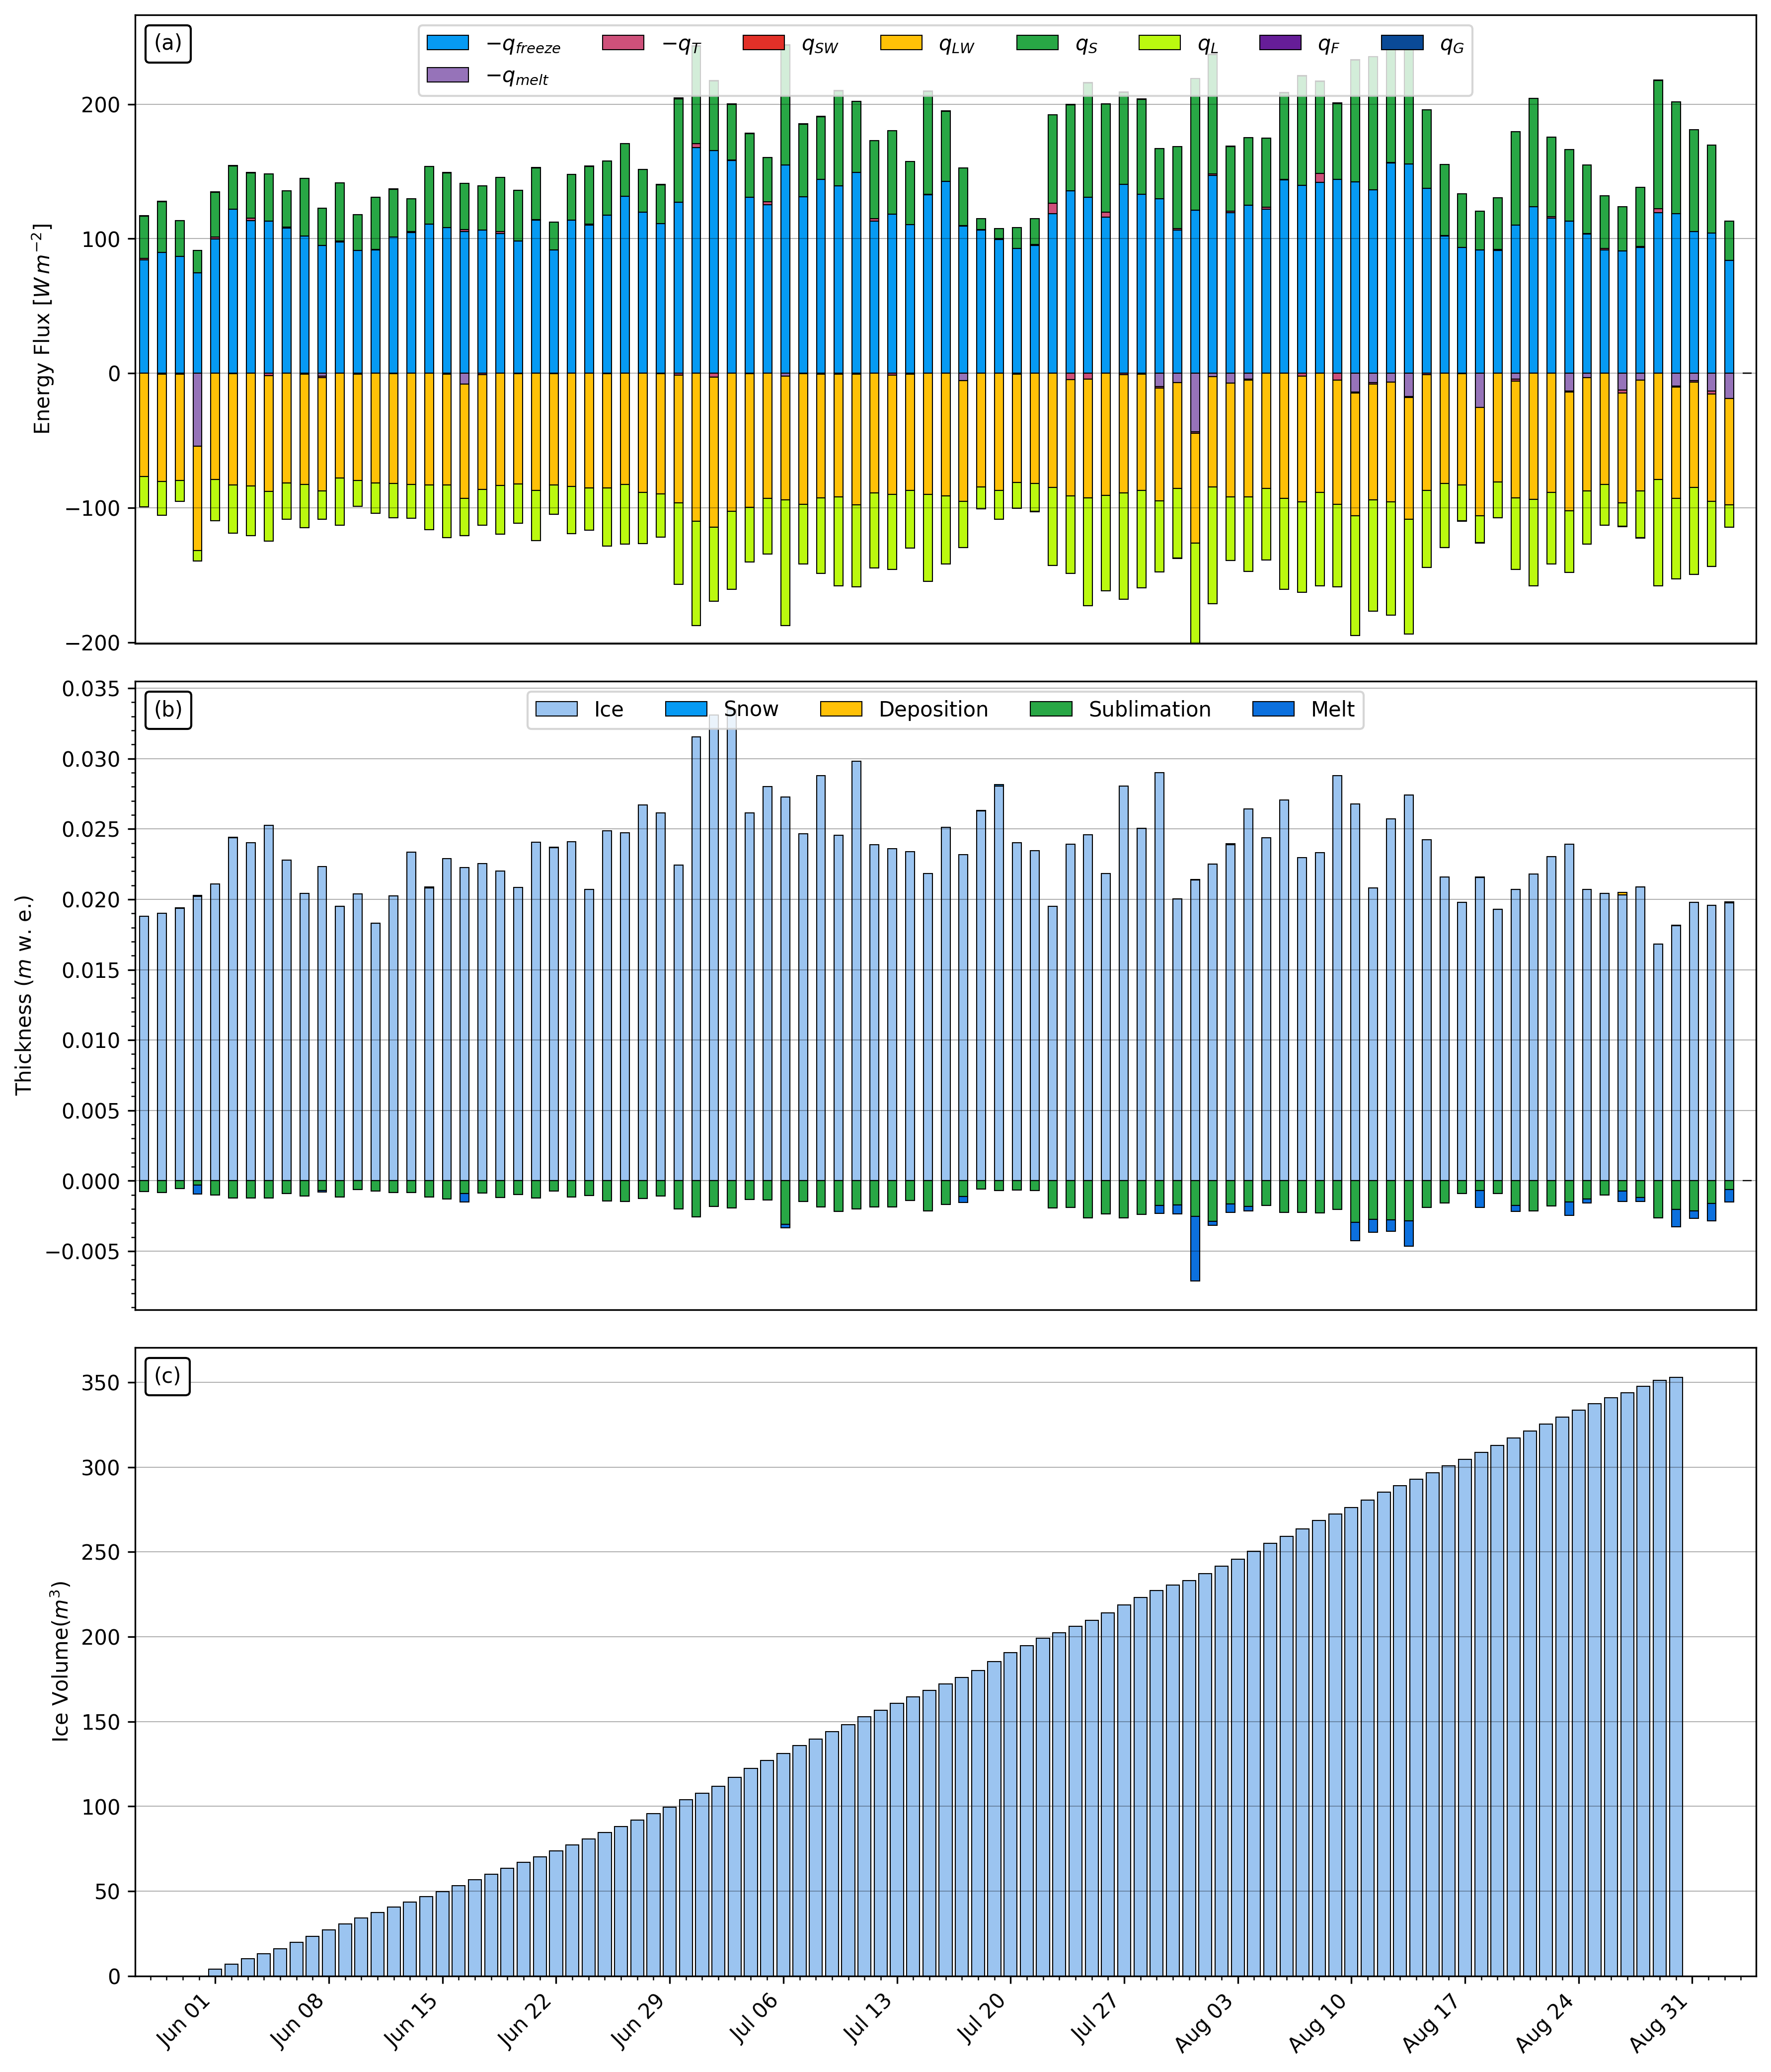 (a)
−q_freeze −q_T q_SW q_LW q_S q_L q_F q_G
−q_melt
Energy Flux [W m⁻²]
200
100
0
−100
−200
(b)
Ice Snow Deposition Sublimation Melt
Thickness (m w. e.)
0.035
0.030
0.025
0.020
0.015
0.010
0.005
0.000
−0.005
(c)
Ice Volume(m³)
350
300
250
200
150
100
50
0
Jun 01 Jun 08 Jun 15 Jun 22 Jun 29 Jul 06 Jul 13 Jul 20 Jul 27 Aug 03 Aug 10 Aug 17 Aug 24 Aug 31